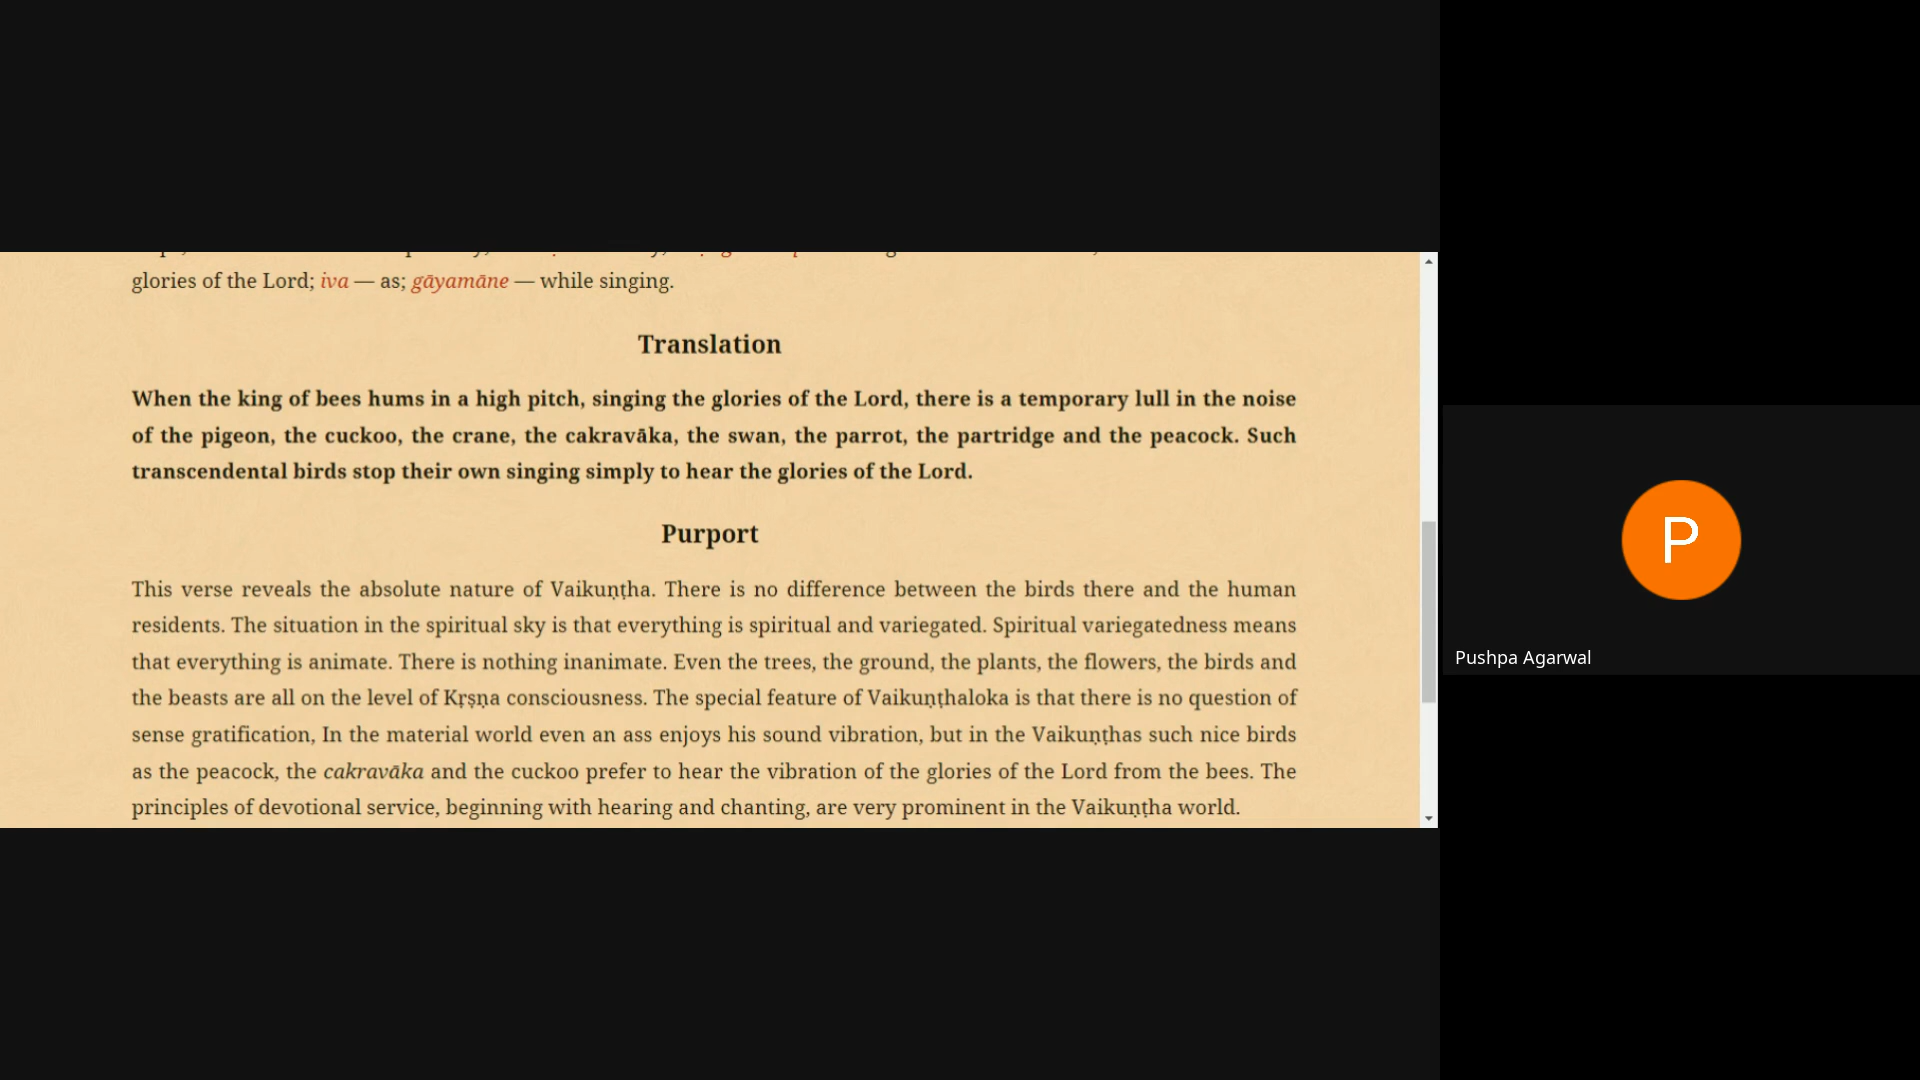 glories of the Lord; iva — as; gāyamāne — while singing.
Translation
When the king of bees hums in a high pitch, singing the glories of the Lord, there is a temporary lull in the noise
of the pigeon, the cuckoo, the crane, the cakravāka, the swan, the parrot, the partridge and the peacock. Such
transcendental birds stop their own singing simply to hear the glories of the Lord.
Purport
This verse reveals the absolute nature of Vaikuṇṭha. There is no difference between the birds there and the human
residents. The situation in the spiritual sky is that everything is spiritual and variegated. Spiritual variegatedness means
that everything is animate. There is nothing inanimate. Even the trees, the ground, the plants, the flowers, the birds and
the beasts are all on the level of Kṛṣṇa consciousness. The special feature of Vaikuṇṭhaloka is that there is no question of
sense gratification, In the material world even an ass enjoys his sound vibration, but in the Vaikuṇṭhas such nice birds
as the peacock, the cakravāka and the cuckoo prefer to hear the vibration of the glories of the Lord from the bees. The
principles of devotional service, beginning with hearing and chanting, are very prominent in the Vaikuṇṭha world.
P
Pushpa Agarwal